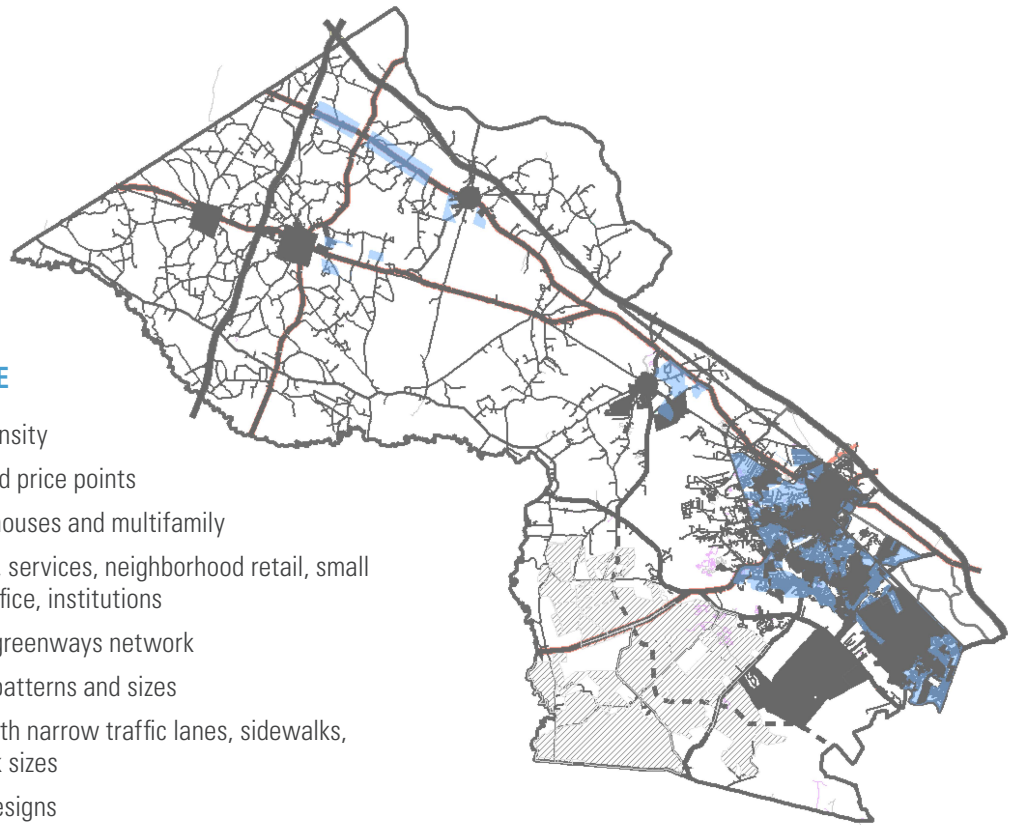 E
nsity
d price points
houses and multifamily
, services, neighborhood retail, small
fice, institutions
greenways network
patterns and sizes
th narrow traffic lanes, sidewalks,
k sizes
esigns